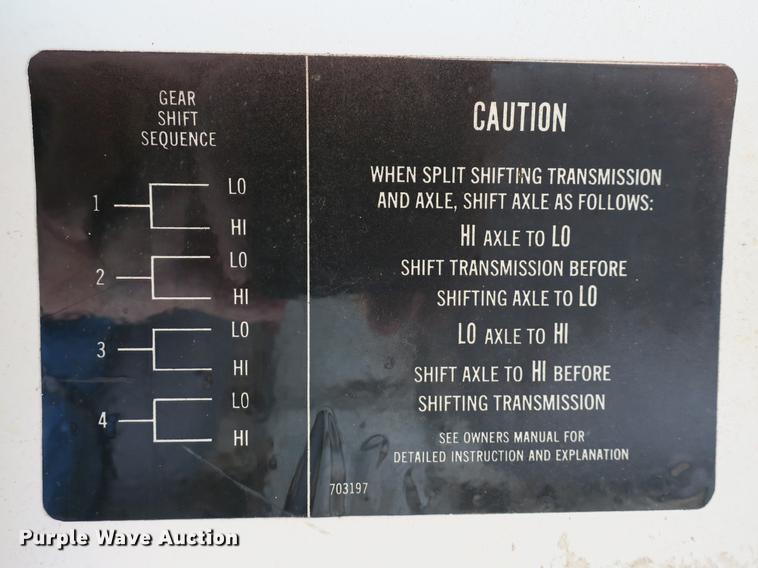 GEAR
SHIFT
SEQUENCE
1
LO
HI
2
LO
HI
3
LO
HI
4
LO
HI
CAUTION
WHEN SPLIT SHIFTING TRANSMISSION
AND AXLE, SHIFT AXLE AS FOLLOWS:
HI AXLE TO LO
SHIFT TRANSMISSION BEFORE
SHIFTING AXLE TO LO
LO AXLE TO HI
SHIFT AXLE TO HI BEFORE
SHIFTING TRANSMISSION
SEE OWNERS MANUAL FOR
DETAILED INSTRUCTION AND EXPLANATION
703197
Purple Wave Auction